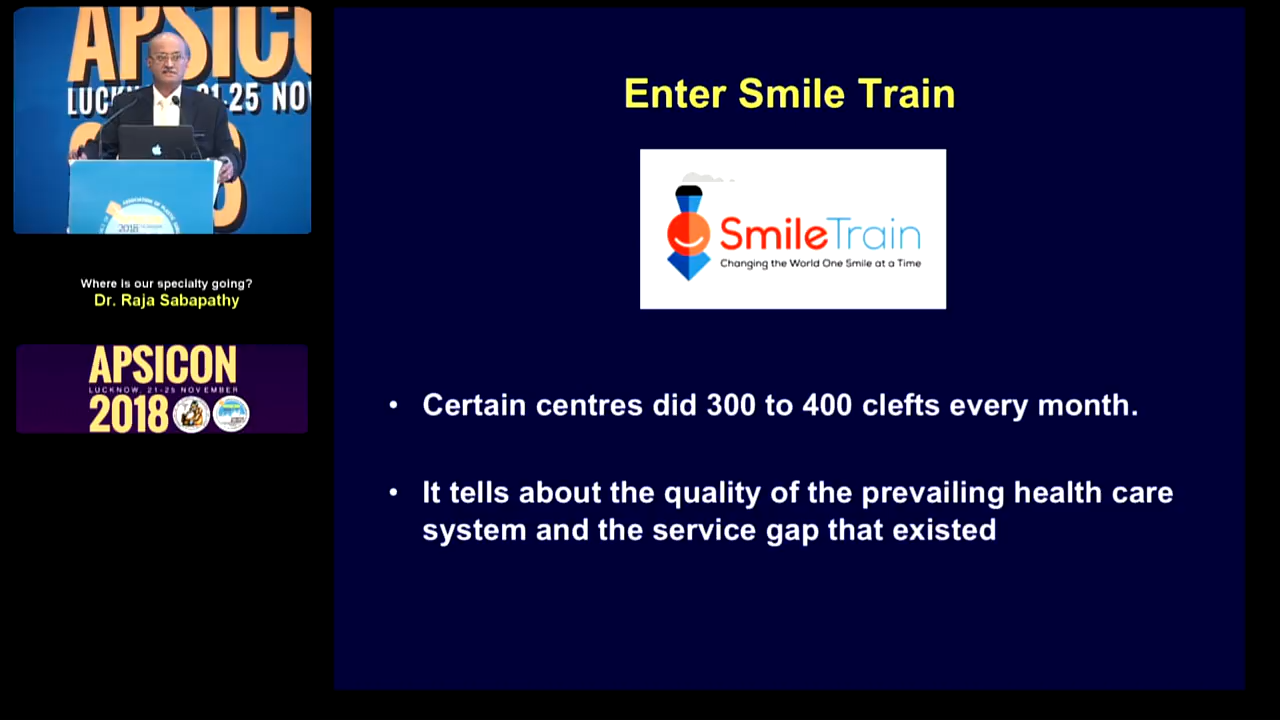 APSICO
LUCKNOW, 21-25 NOV
2018
Where is our specialty going?
Dr. Raja Sabapathy
APSICON
LUCKNOW, 21-25 NOVEMBER
2018
Enter Smile Train
SmileTrain
Changing the World One Smile at a Time
• Certain centres did 300 to 400 clefts every month.
• It tells about the quality of the prevailing health care
system and the service gap that existed